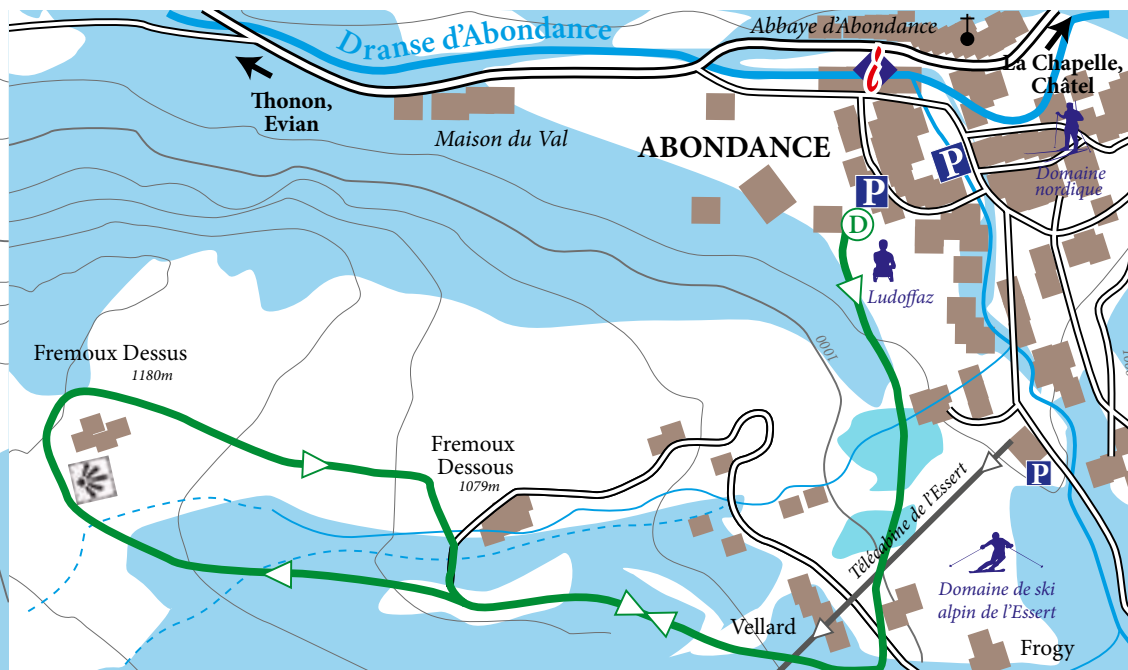 Abbaye d'Abondance
Dranse d'Abondance
i
La Chapelle,
Châtel
Thonon,
Evian
Maison du Val
ABONDANCE
P
P
Domaine
nordique
D
Ludoffaz
1000
Fremoux Dessus
1180m
Fremoux
Dessous
1079m
Télécabine de l'Essert
P
Domaine de ski
alpin de l'Essert
Vellard
Frogy